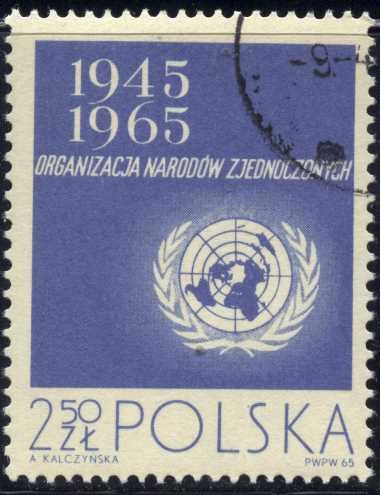 1945
1965
ORGANIZACJA NARODÓW ZJEDNOCZONYCH
2 50 ZŁ POLSKA
A KALCZYŃSKA PWPW 65